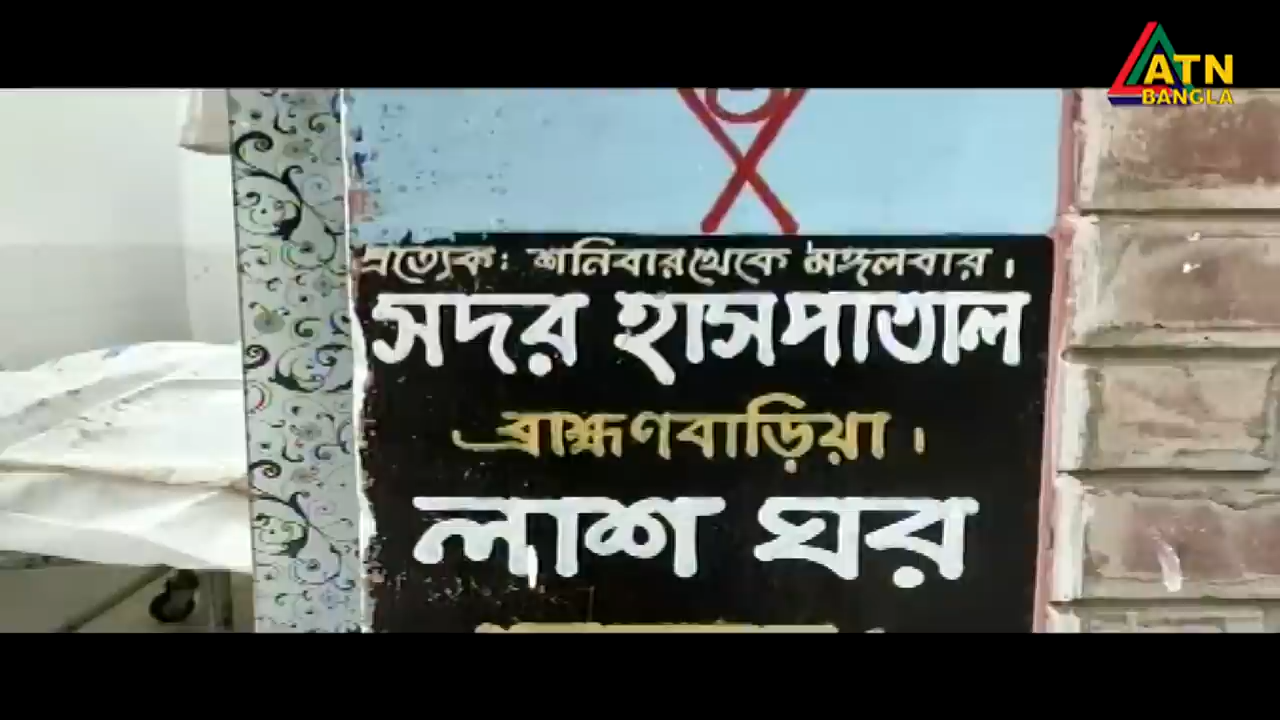 ATN
BANGLA
প্রত্যেক: শনিবার থেকে মঙ্গলবার।
সদর হাসপাতাল
ব্রাহ্মণবাড়িয়া।
লাশ ঘর